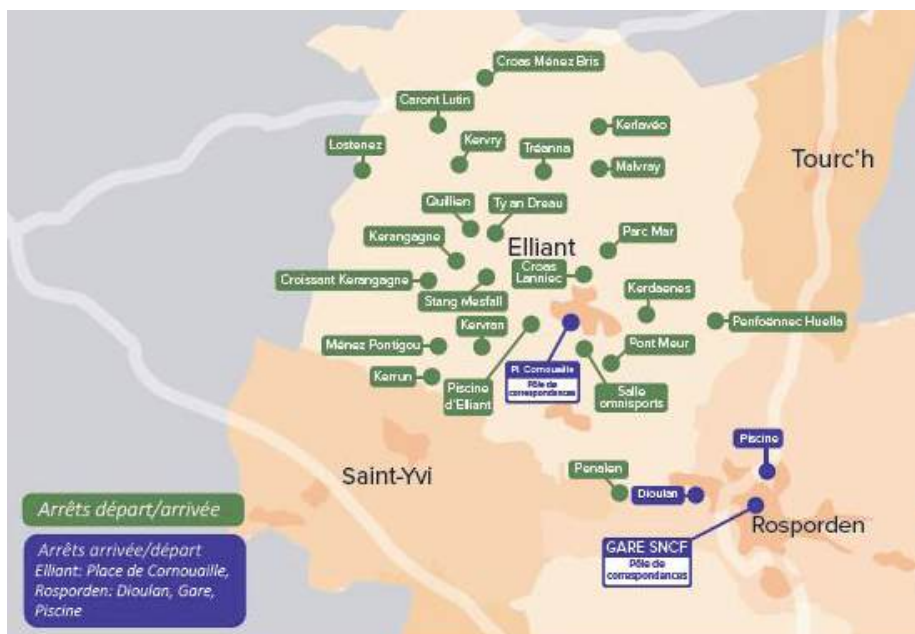 Croas Ménez Bris
Caront Lutin
Kerlavéo
Lostenez
Kervry
Tréanna
Malvray
Tourc'h
Quillien
Ty an Dreau
Kerangagne
Elliant
Parc Mar
Croissant Kerangagne
Croas
Lanniec
Stang Mesfall
Kerdaenes
Penfoënnec Huella
Kervran
Ménez Pontigou
Pont Meur
Kerrun
Piscine
d'Elliant
Pl. Cornouaille
Pôle de
correspondances
Salle
omnisports
Piscine
Saint-Yvi
Penalen
Dioulan
Rosporden
GARE SNCF
Pôle de
correspondances
Arrêts départ/arrivée
Arrêts arrivée/départ
Elliant: Place de Cornouaille,
Rosporden: Dioulan, Gare,
Piscine